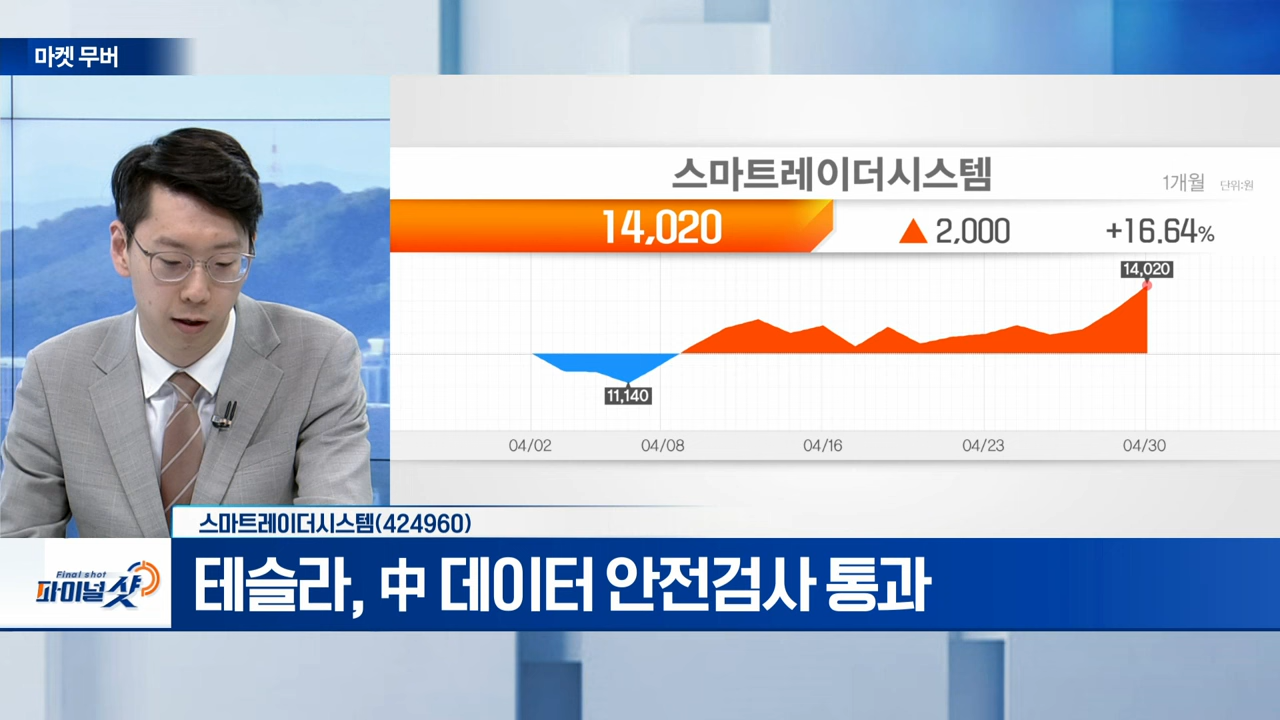 마켓 무버
스마트레이더시스템
1개월 단위:원
14,020 ▲ 2,000 +16.64%
14,020
11,140
04/02 04/08 04/16 04/23 04/30
스마트레이더시스템(424960)
Final shot
파이널샷
테슬라, 中 데이터 안전검사 통과